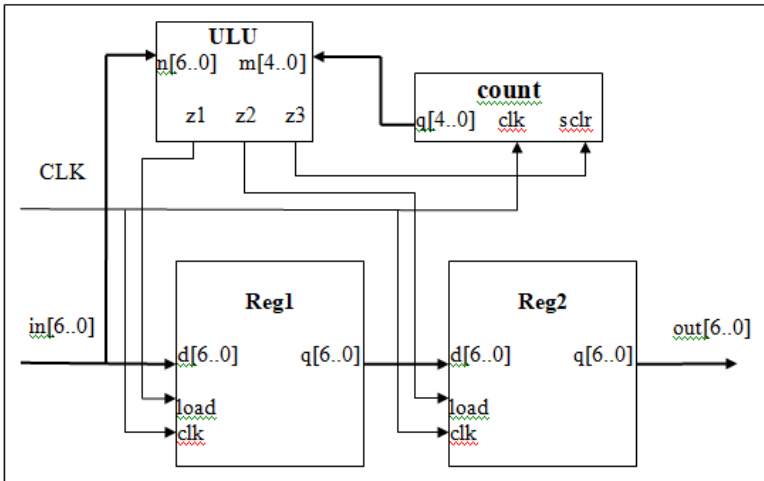 ULU
n[6..0] m[4..0]
z1 z2 z3
count
q[4..0] clk sclr
CLK
in[6..0]
Reg1
d[6..0] q[6..0]
load
clk
Reg2
d[6..0] q[6..0]
load
clk
out[6..0]